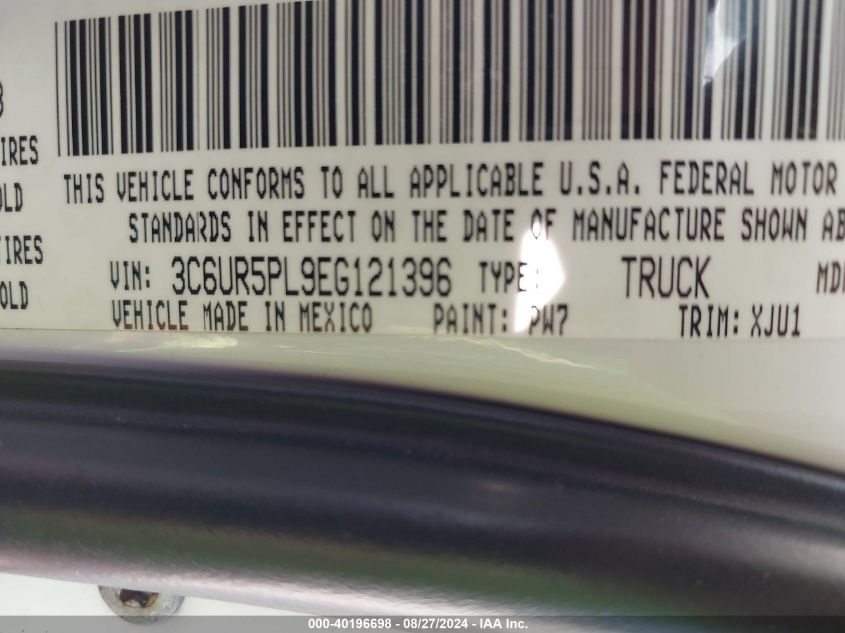 3
IRES
OLD
TIRES
OLD
THIS VEHICLE CONFORMS TO ALL APPLICABLE U.S.A. FEDERAL MOTOR
STANDARDS IN EFFECT ON THE DATE OF MANUFACTURE SHOWN AB
VIN: 3C6UR5PL9EG121396 TYPE: TRUCK MD
VEHICLE MADE IN MEXICO PAINT: PW7 TRIM: XJU1
000-40196698 - 08/27/2024 - IAA Inc.